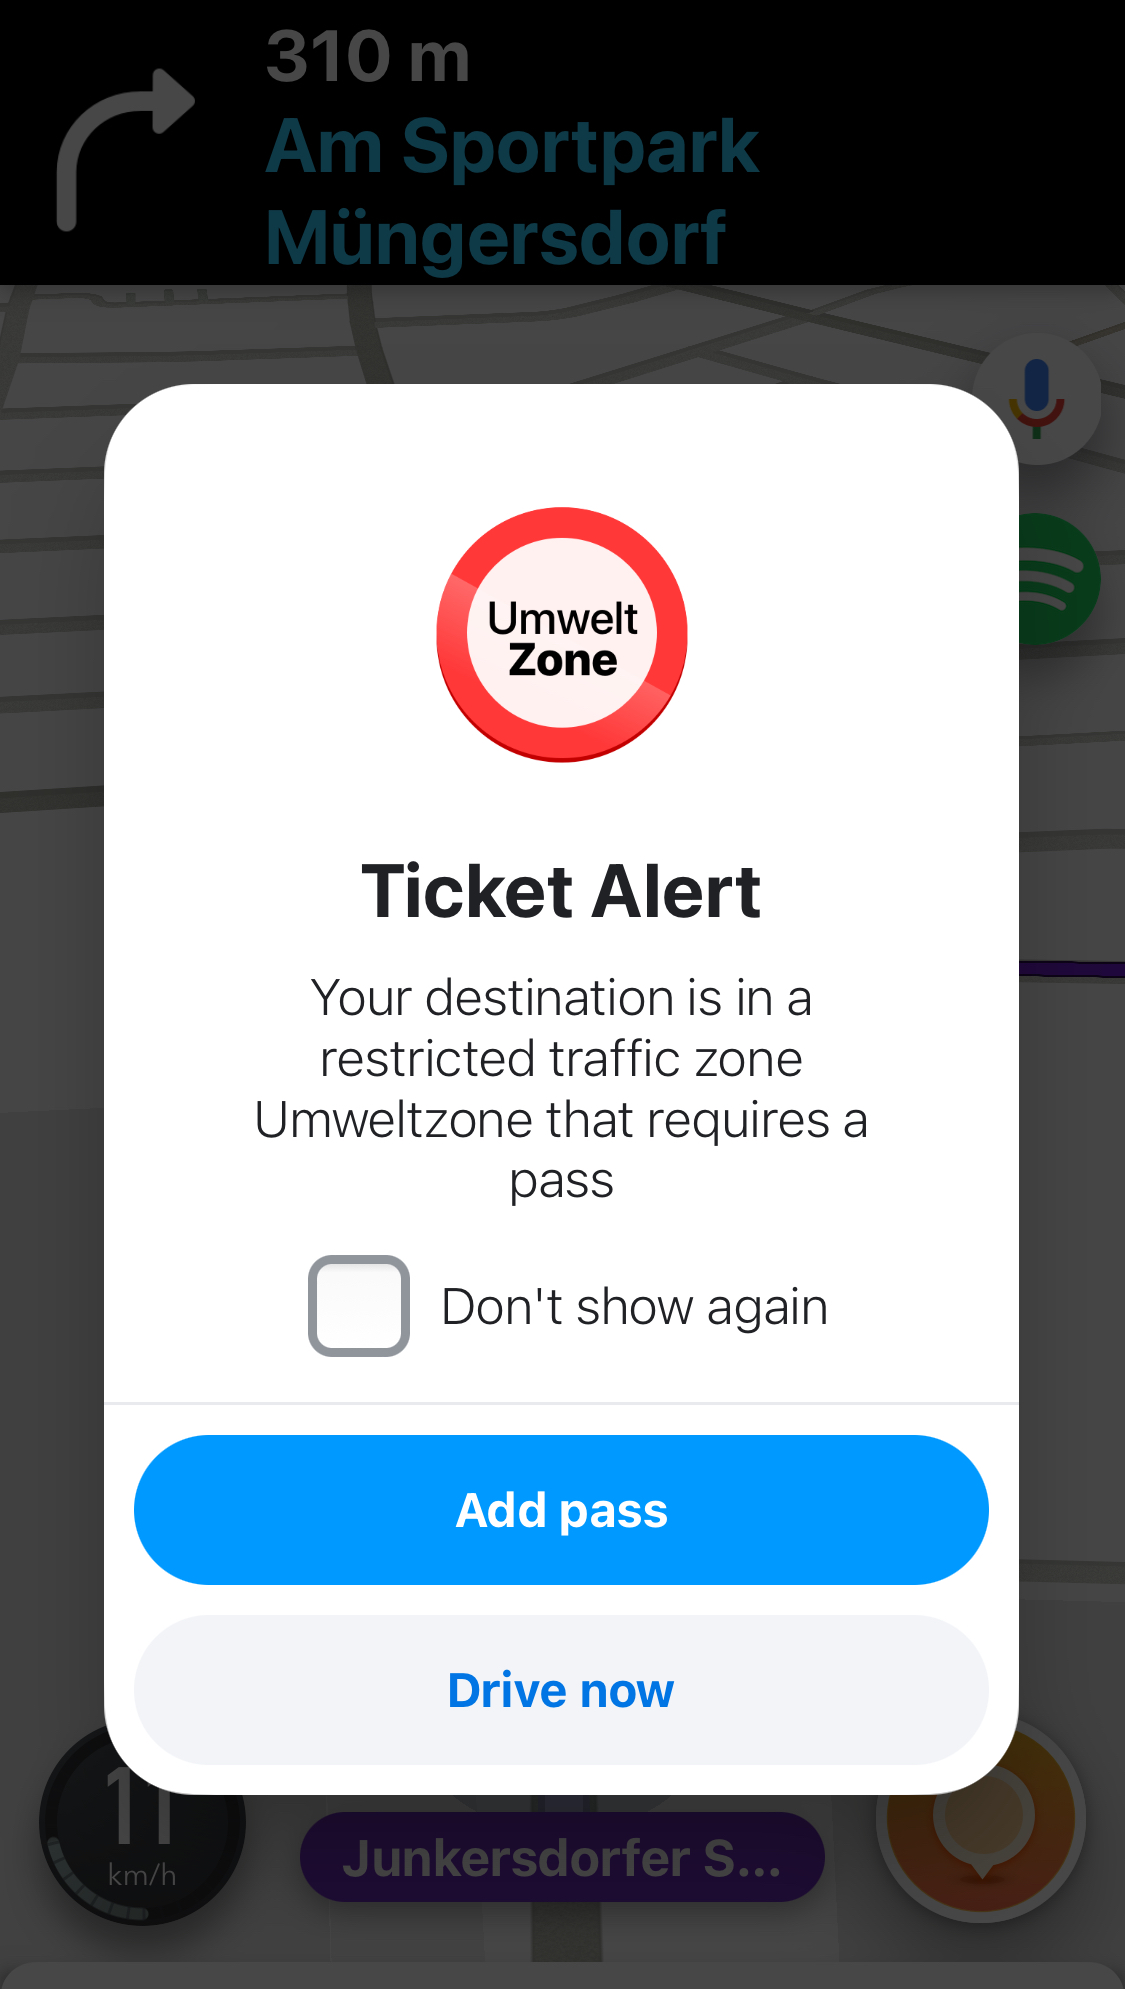 310 m
Am Sportpark
Müngersdorf
Umwelt
Zone
Ticket Alert
Your destination is in a
restricted traffic zone
Umweltzone that requires a
pass
Don't show again
Add pass
Drive now
11
km/h
Junkersdorfer S...